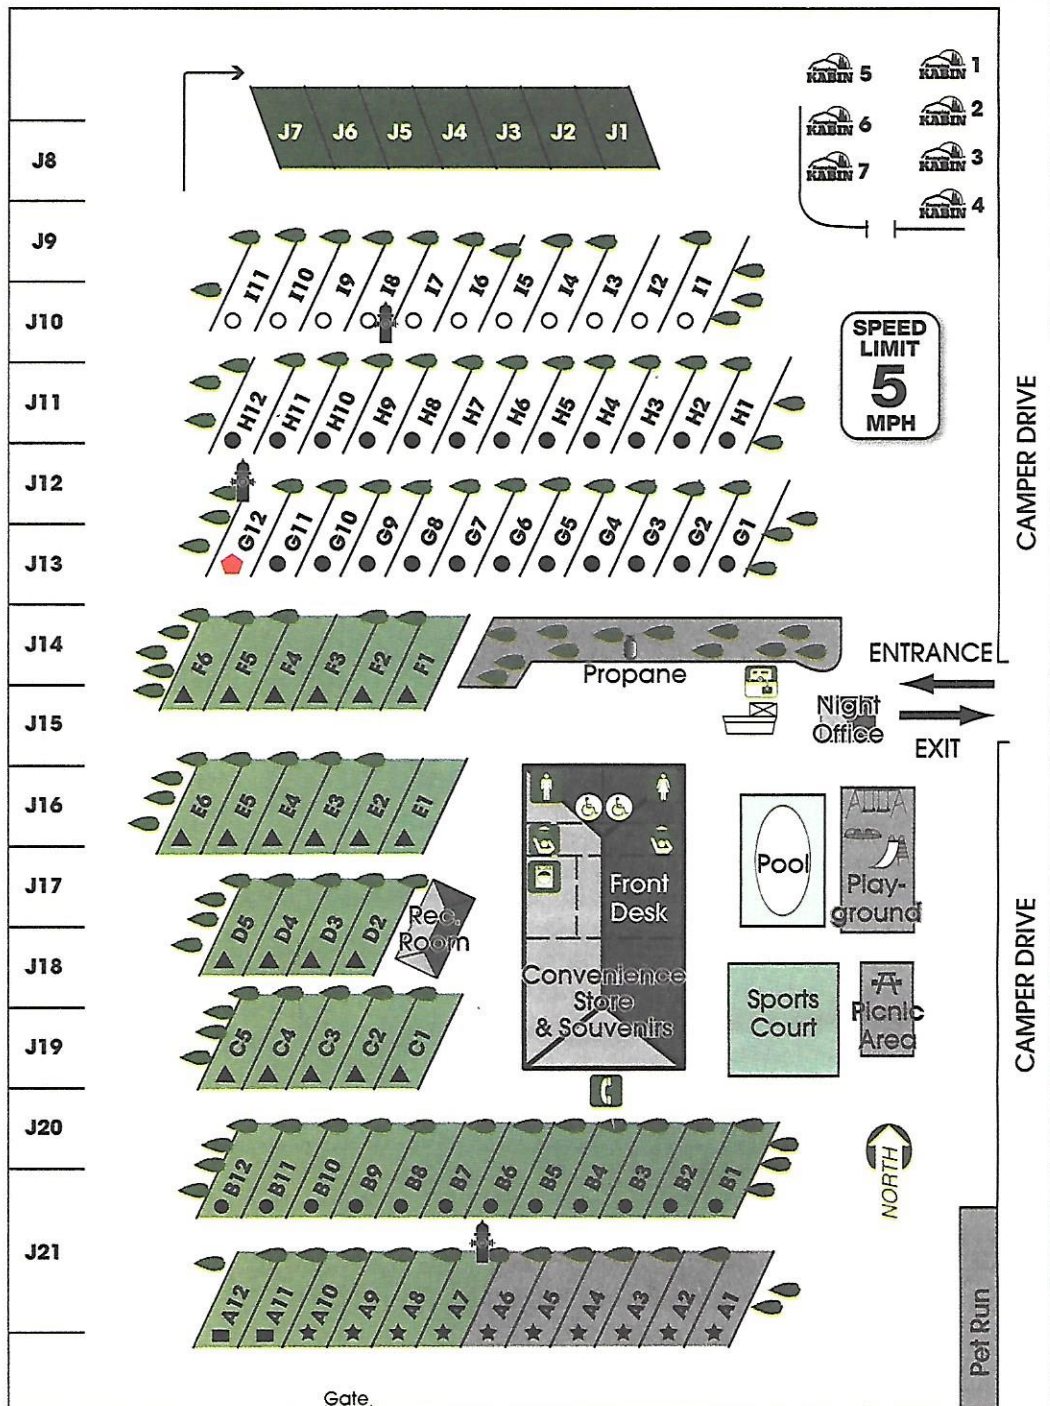 J7 J6 J5 J4 J3 J2 J1
Kamping KABIN 5
Kamping KABIN 1
Kamping KABIN 6
Kamping KABIN 2
Kamping KABIN 7
Kamping KABIN 3
Kamping KABIN 4
J8
J9
J10
J11
J12
J13
J14
J15
J16
J17
J18
J19
J20
J21
I11 I10 I9 I8 I7 I6 I5 I4 I3 I2 I1
SPEED
LIMIT
5
MPH
CAMPER DRIVE
H12 H11 H10 H9 H8 H7 H6 H5 H4 H3 H2 H1
G12 G11 G10 G9 G8 G7 G6 G5 G4 G3 G2 G1
F6 F5 F4 F3 F2 F1
Propane
ENTRANCE
Night
Office
EXIT
E6 E5 E4 E3 E2 E1
Front
Desk
Pool
Play-
ground
D5 D4 D3 D2
Rec.
Room
Convenience
Store
& Souvenirs
Sports
Court
Picnic
Area
CAMPER DRIVE
C5 C4 C3 C2 C1
B12 B11 B10 B9 B8 B7 B6 B5 B4 B3 B2 B1
NORTH
A12 A11 A10 A9 A8 A7 A6 A5 A4 A3 A2 A1
Pet Run
Gate